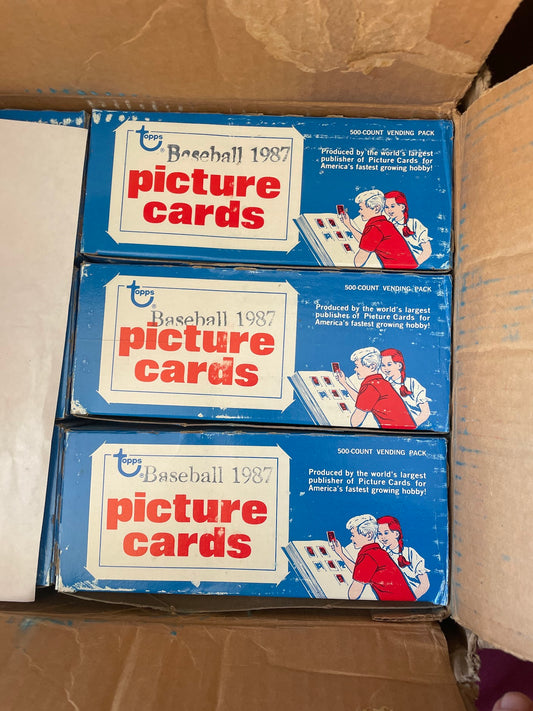 topps
Baseball 1987
picture
cards
500-COUNT VENDING PACK
Produced by the world's largest
publisher of Picture Cards for
America's fastest growing hobby!
topps
Baseball 1987
picture
cards
500-COUNT VENDING PACK
Produced by the world's largest
publisher of Picture Cards for
America's fastest growing hobby!
topps
Baseball 1987
picture
cards
500-COUNT VENDING PACK
Produced by the world's largest
publisher of Picture Cards for
America's fastest growing hobby!